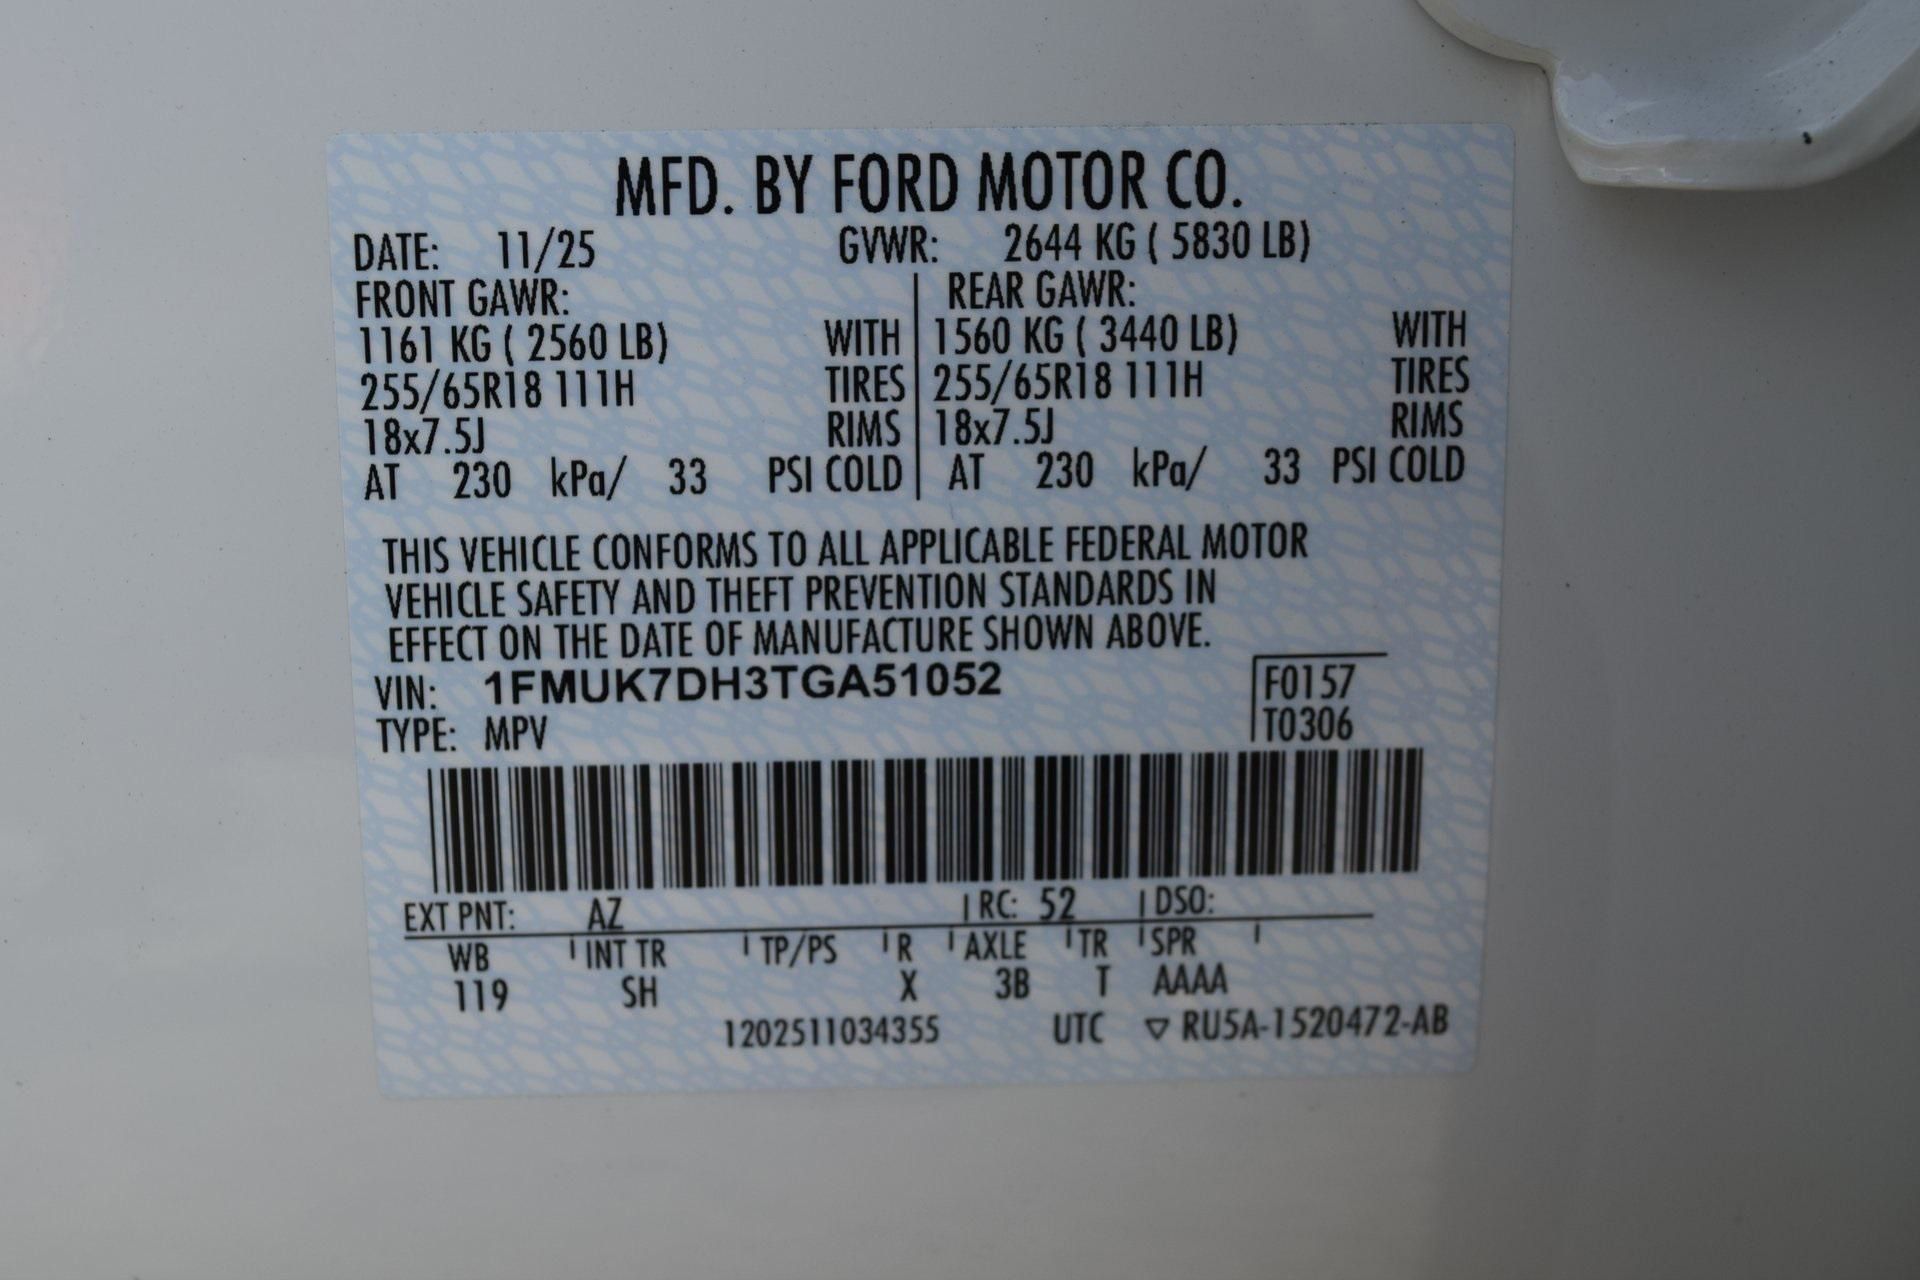 MFD. BY FORD MOTOR CO.
DATE: 11/25 GVWR: 2644 KG ( 5830 LB)
FRONT GAWR: REAR GAWR:
1161 KG ( 2560 LB) WITH 1560 KG ( 3440 LB) WITH
255/65R18 111H TIRES 255/65R18 111H TIRES
18x7.5J RIMS 18x7.5J RIMS
AT 230 kPa/ 33 PSI COLD AT 230 kPa/ 33 PSI COLD
THIS VEHICLE CONFORMS TO ALL APPLICABLE FEDERAL MOTOR
VEHICLE SAFETY AND THEFT PREVENTION STANDARDS IN
EFFECT ON THE DATE OF MANUFACTURE SHOWN ABOVE.
VIN: 1FMUK7DH3TGA51052 F0157
TYPE: MPV T0306
EXT PNT: AZ RC: 52 DSO:
WB INT TR TP/PS R AXLE TR SPR
119 SH X 3B T AAAA
1202511034355 UTC ▽ RU5A-1520472-AB